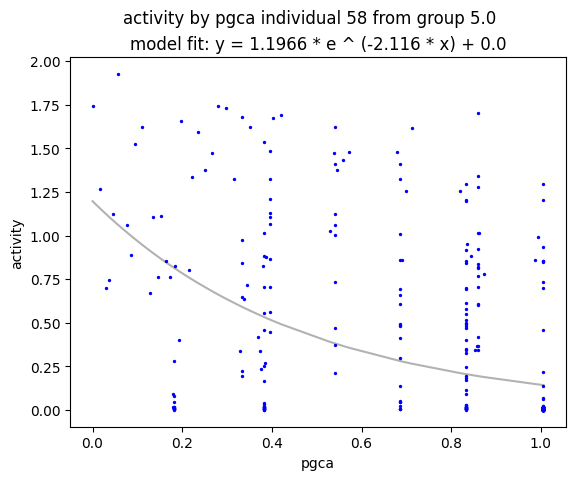 activity by pgca individual 58 from group 5.0
model fit: y = 1.1966 * e ^ (-2.116 * x) + 0.0
2.00
1.75
1.50
1.25
1.00
0.75
0.50
0.25
0.00
activity
0.0 0.2 0.4 0.6 0.8 1.0
pgca